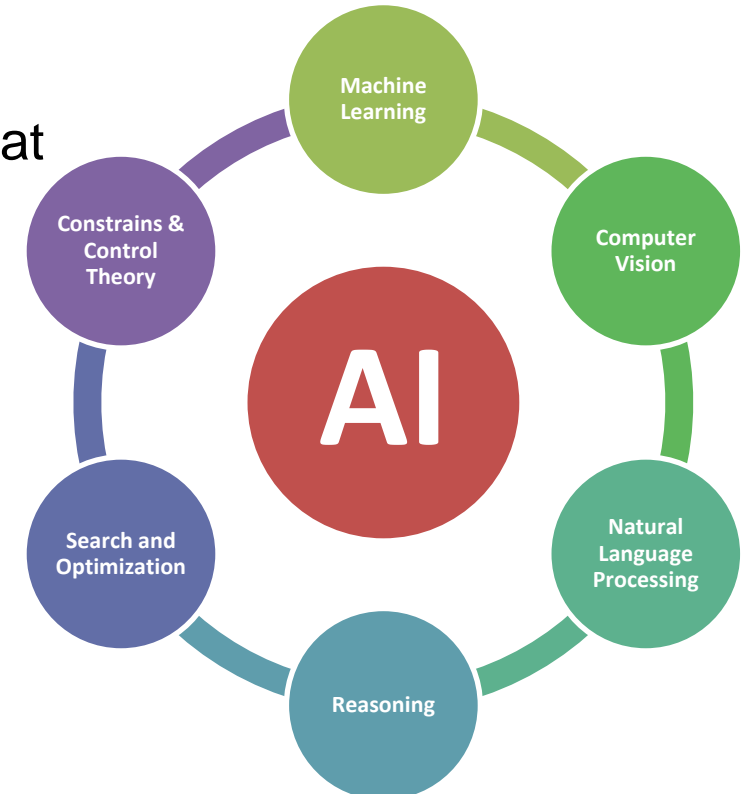 Machine
Learning
at
Constrains &
Control
Theory
Computer
Vision
AI
Search and
Optimization
Natural
Language
Processing
Reasoning